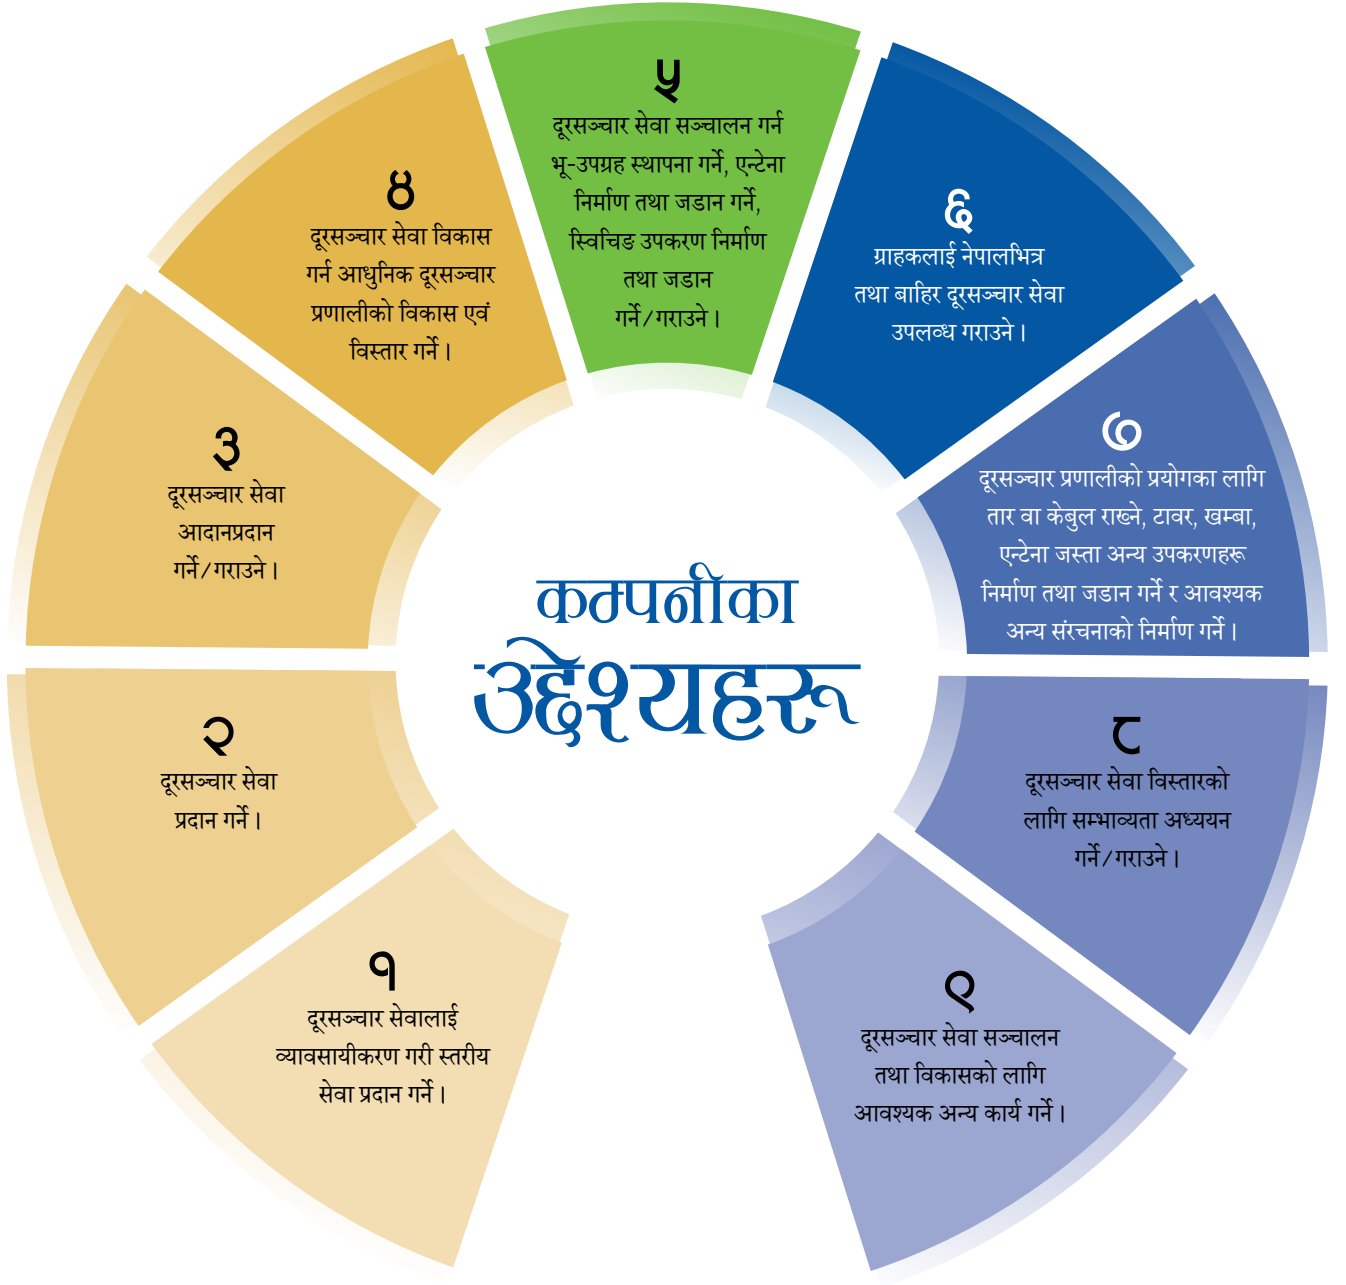 कम्पनीका
उद्देश्यहरू
१
दूरसञ्चार सेवालाई
व्यावसायीकरण गरी स्तरीय
सेवा प्रदान गर्ने ।
२
दूरसञ्चार सेवा
प्रदान गर्ने ।
३
दूरसञ्चार सेवा
आदानप्रदान
गर्ने/गराउने ।
४
दूरसञ्चार सेवा विकास
गर्न आधुनिक दूरसञ्चार
प्रणालीको विकास एवं
विस्तार गर्ने ।
५
दूरसञ्चार सेवा सञ्चालन गर्न
भू-उपग्रह स्थापना गर्ने, एन्टेना
निर्माण तथा जडान गर्ने,
स्विचिङ उपकरण निर्माण
तथा जडान
गर्ने/गराउने ।
६
ग्राहकलाई नेपालभित्र
तथा बाहिर दूरसञ्चार सेवा
उपलव्ध गराउने ।
७
दूरसञ्चार प्रणालीको प्रयोगका लागि
तार वा केबुल राख्ने, टावर, खम्बा,
एन्टेना जस्ता अन्य उपकरणहरू
निर्माण तथा जडान गर्ने र आवश्यक
अन्य संरचनाको निर्माण गर्ने ।
८
दूरसञ्चार सेवा विस्तारको
लागि सम्भाव्यता अध्ययन
गर्ने/गराउने ।
९
दूरसञ्चार सेवा सञ्चालन
तथा विकासको लागि
आवश्यक अन्य कार्य गर्ने ।